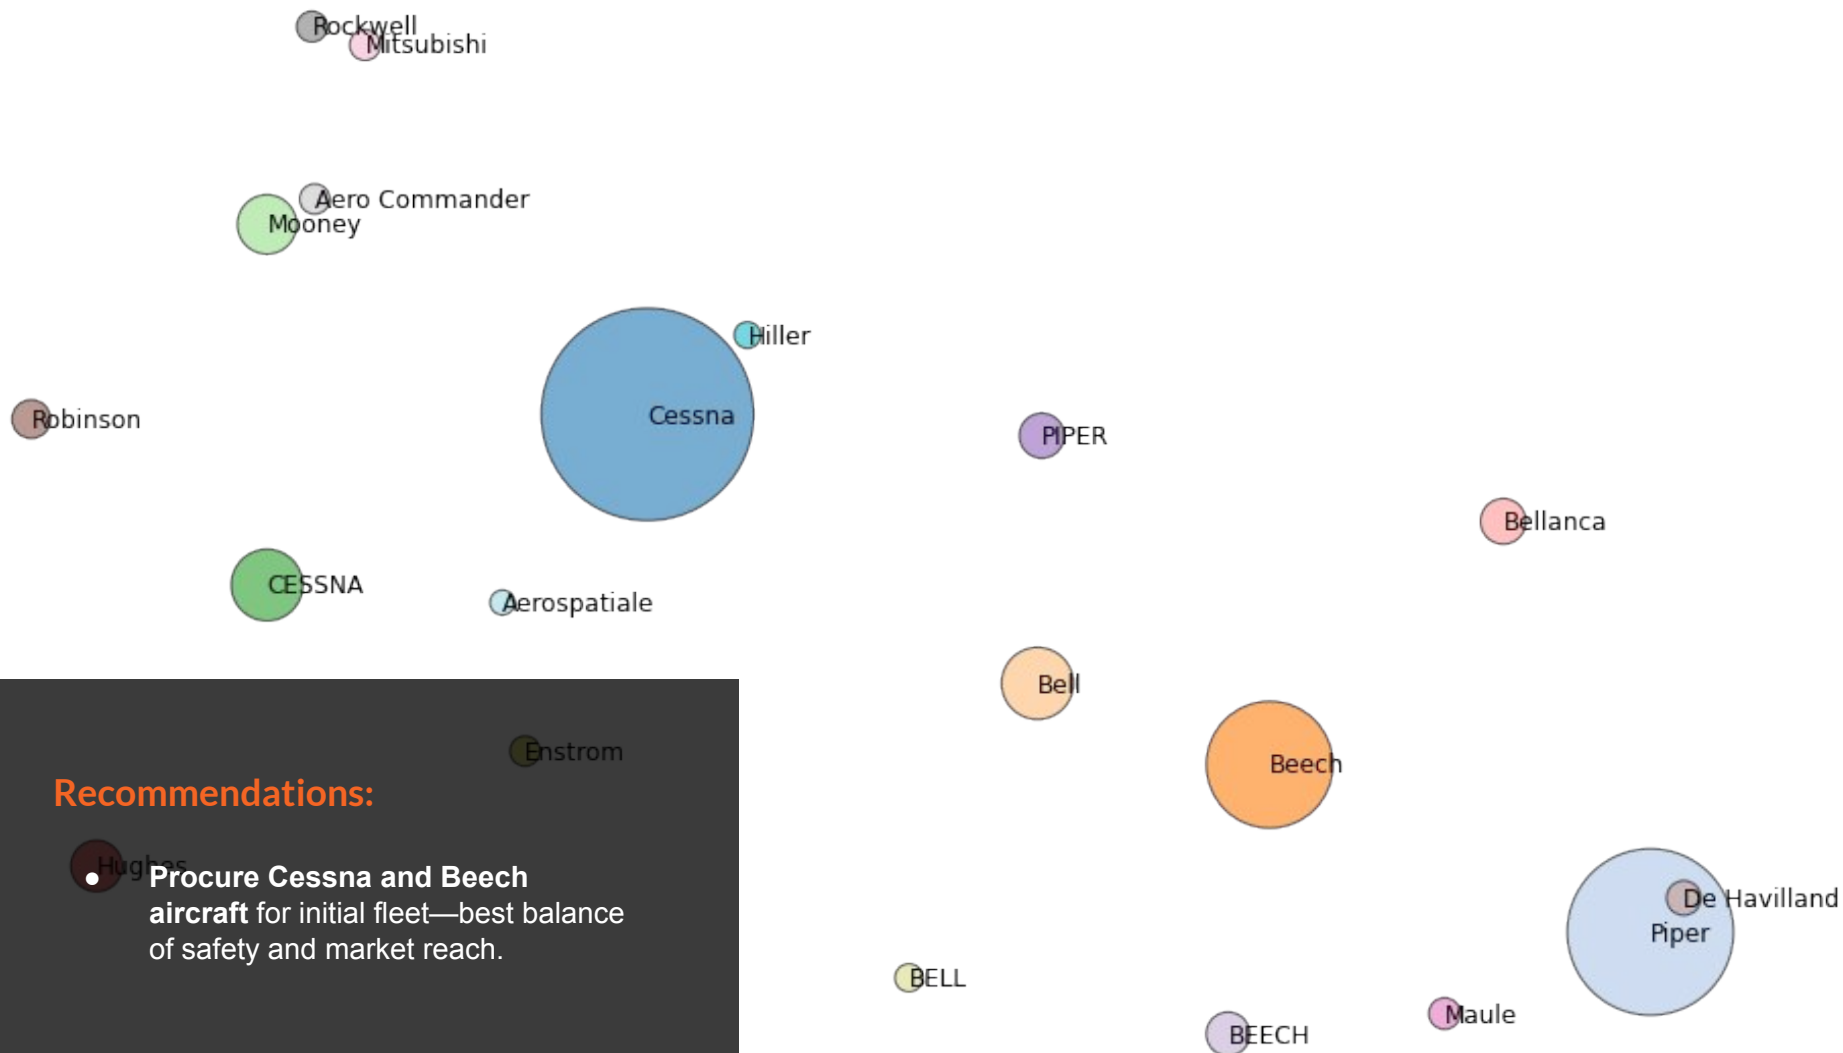 Rockwell
Mitsubishi
Aero Commander
Mooney
Hiller
Cessna
Robinson
PIPER
Bellanca
CESSNA
Aerospatiale
Bell
Enstrom
Beech
Recommendations:
Hughes
● Procure Cessna and Beech
aircraft for initial fleet—best balance
of safety and market reach.
De Havilland
Piper
BELL
Maule
BEECH